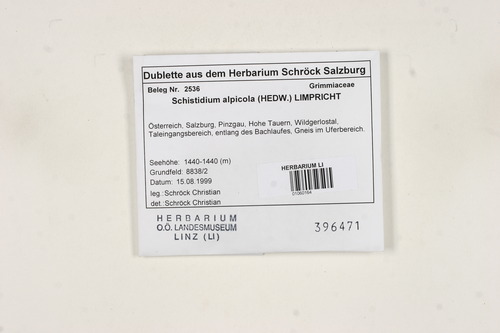 Dublette aus dem Herbarium Schröck Salzburg
Beleg Nr. 2536 Grimmiaceae
Schistidium alpicola (HEDW.) LIMPRICHT
Österreich, Salzburg, Pinzgau, Hohe Tauern, Wildgerlostal,
Taleingangsbereich, entlang des Bachlaufes, Gneis im Uferbereich.
Seehöhe: 1440-1440 (m)
Grundfeld: 8838/2
Datum: 15.08.1999
leg.: Schröck Christian
det.: Schröck Christian
HERBARIUM LI
01060164
HERBARIUM
O.Ö. LANDESMUSEUM
LINZ (LI)
396471